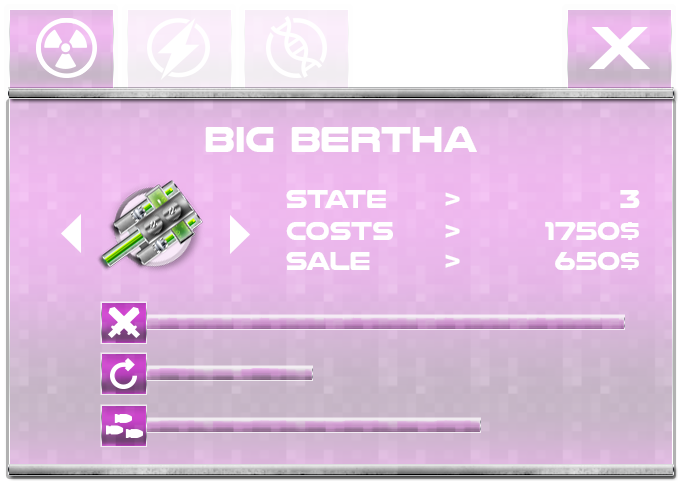 X
BIG BERTHA
STATE > 3
COSTS > 1750$
SALE > 650$